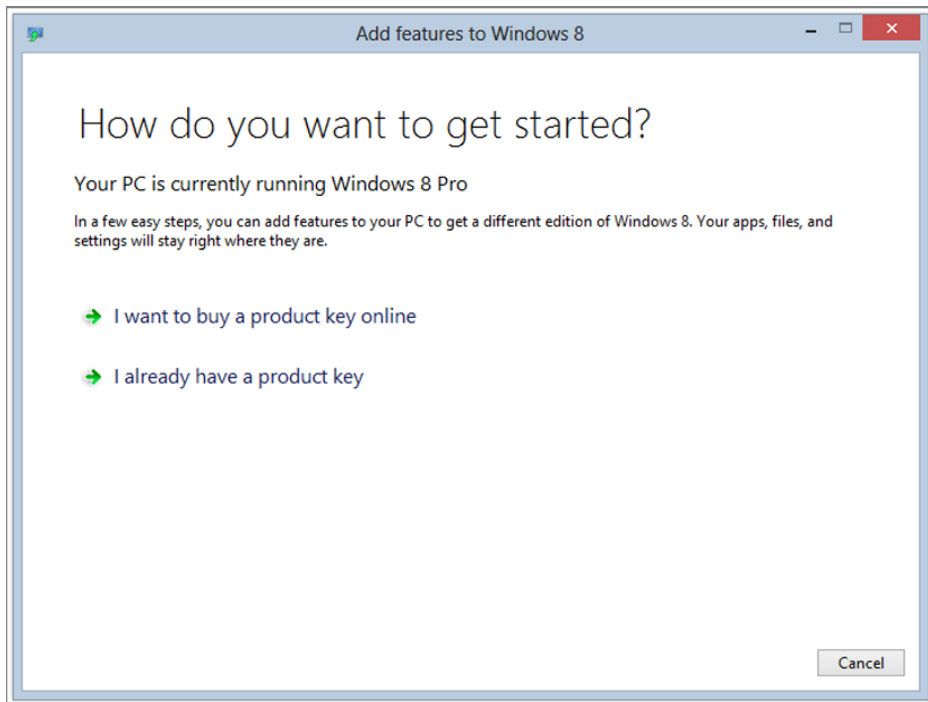 Add features to Windows 8
How do you want to get started?
Your PC is currently running Windows 8 Pro
In a few easy steps, you can add features to your PC to get a different edition of Windows 8. Your apps, files, and
settings will stay right where they are.
I want to buy a product key online
I already have a product key
Cancel